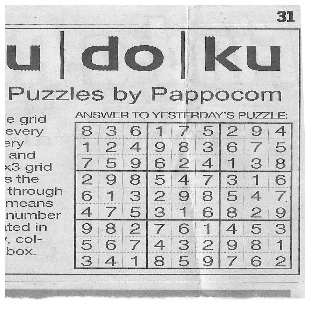 31
u do ku
Puzzles by Pappocom
e grid
every
ery
and
x3 grid
s the
through
means
number
ated in
, col-
box.
ANSWER TO YESTERDAY'S PUZZLE:
8 3 6 1 7 5 2 9 4
1 2 4 9 8 3 6 7 5
7 5 9 6 2 4 1 3 8
2 9 8 5 4 7 3 1 6
6 1 3 2 9 8 5 4 7
4 7 5 3 1 6 8 2 9
9 8 2 7 6 1 4 5 3
5 6 7 4 3 2 9 8 1
3 4 1 8 5 9 7 6 2